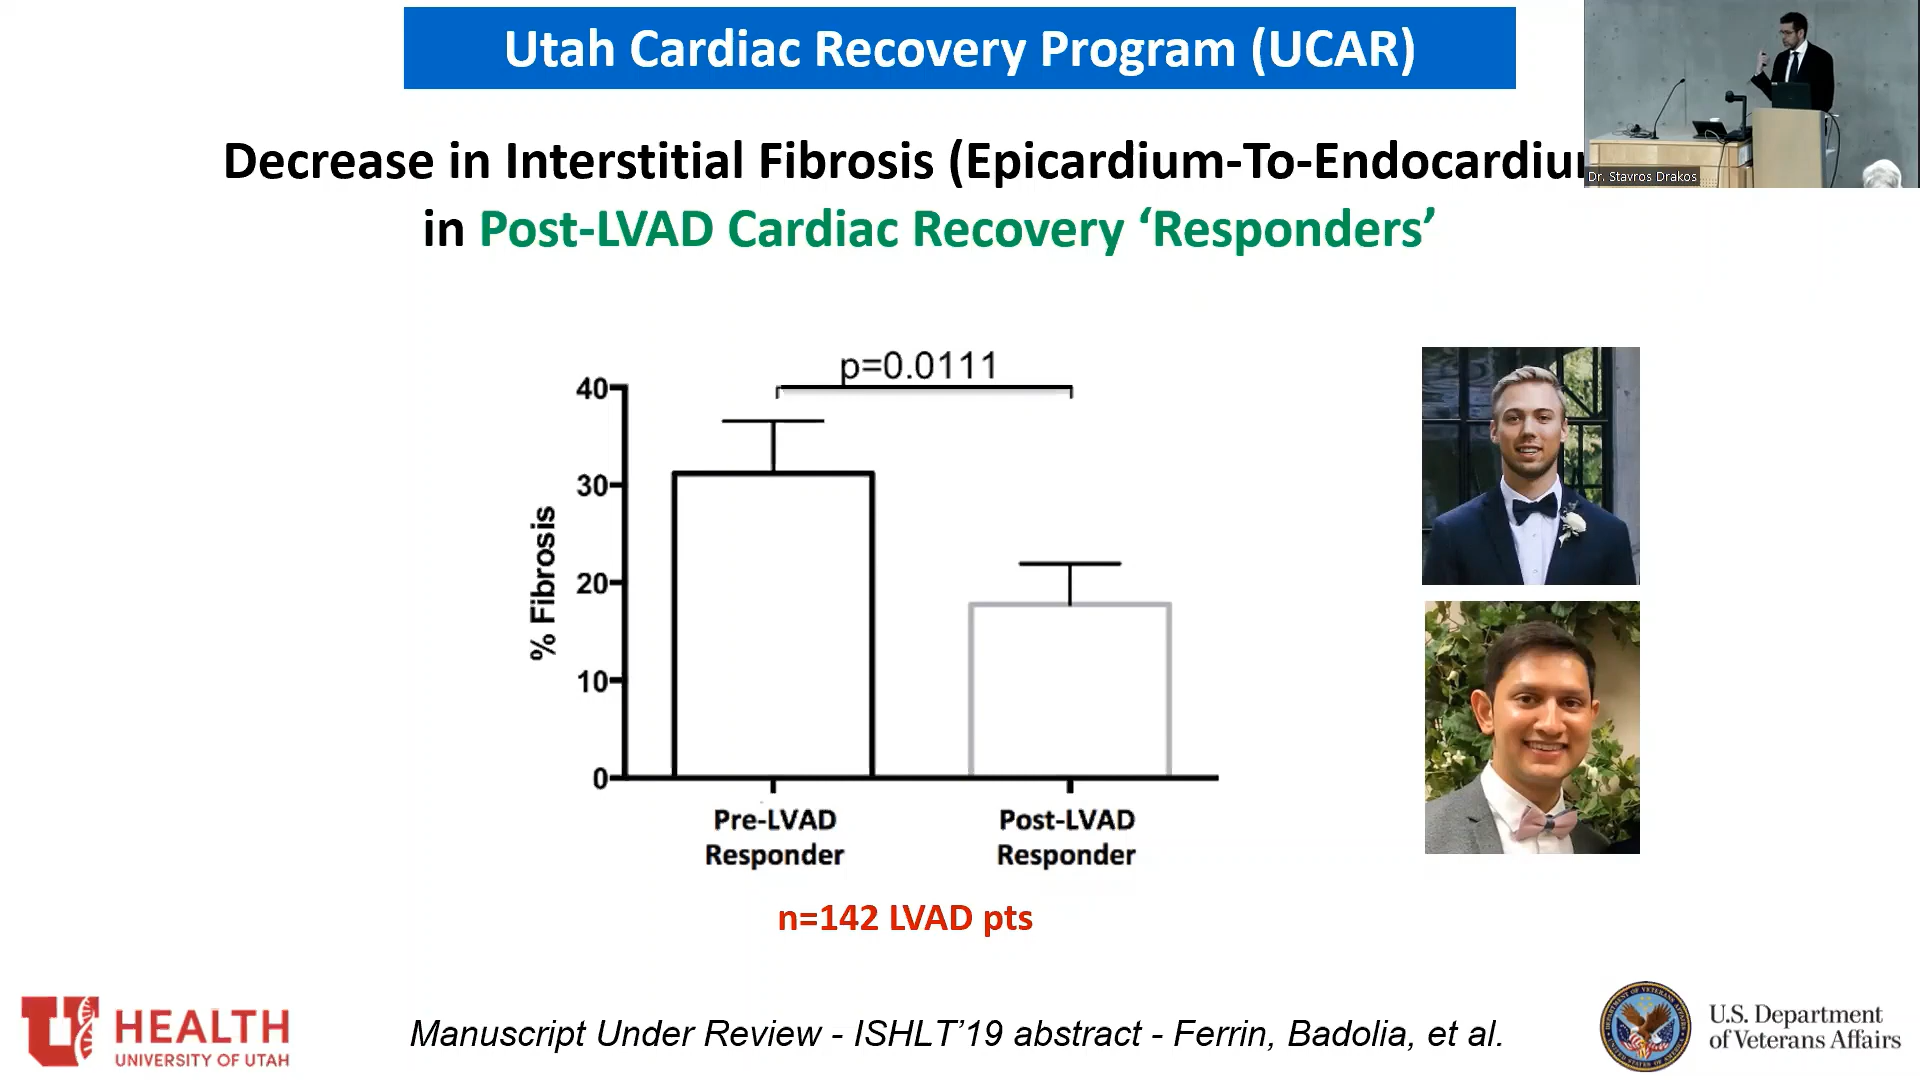 Utah Cardiac Recovery Program (UCAR)
Decrease in Interstitial Fibrosis (Epicardium-To-Endocardiu
in Post-LVAD Cardiac Recovery ‘Responders’
Dr. Stavros Drakos
p=0.0111
% Fibrosis
40
30
20
10
0
Pre-LVAD
Responder
Post-LVAD
Responder
n=142 LVAD pts
U HEALTH
UNIVERSITY OF UTAH
Manuscript Under Review - ISHLT’19 abstract - Ferrin, Badolia, et al.
U.S. Department
of Veterans Affairs